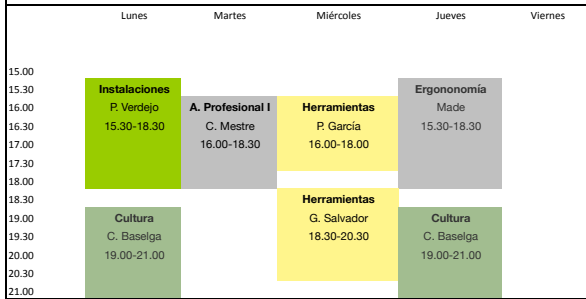 Lunes Martes Miércoles Jueves Viernes
15.00
15.30 Instalaciones Ergononomía
16.00 P. Verdejo A. Profesional I Herramientas Made
16.30 15.30-18.30 C. Mestre P. García 15.30-18.30
17.00 16.00-18.30 16.00-18.00
17.30
18.00
18.30 Herramientas
19.00 Cultura G. Salvador Cultura
19.30 C. Baselga 18.30-20.30 C. Baselga
20.00 19.00-21.00 19.00-21.00
20.30
21.00